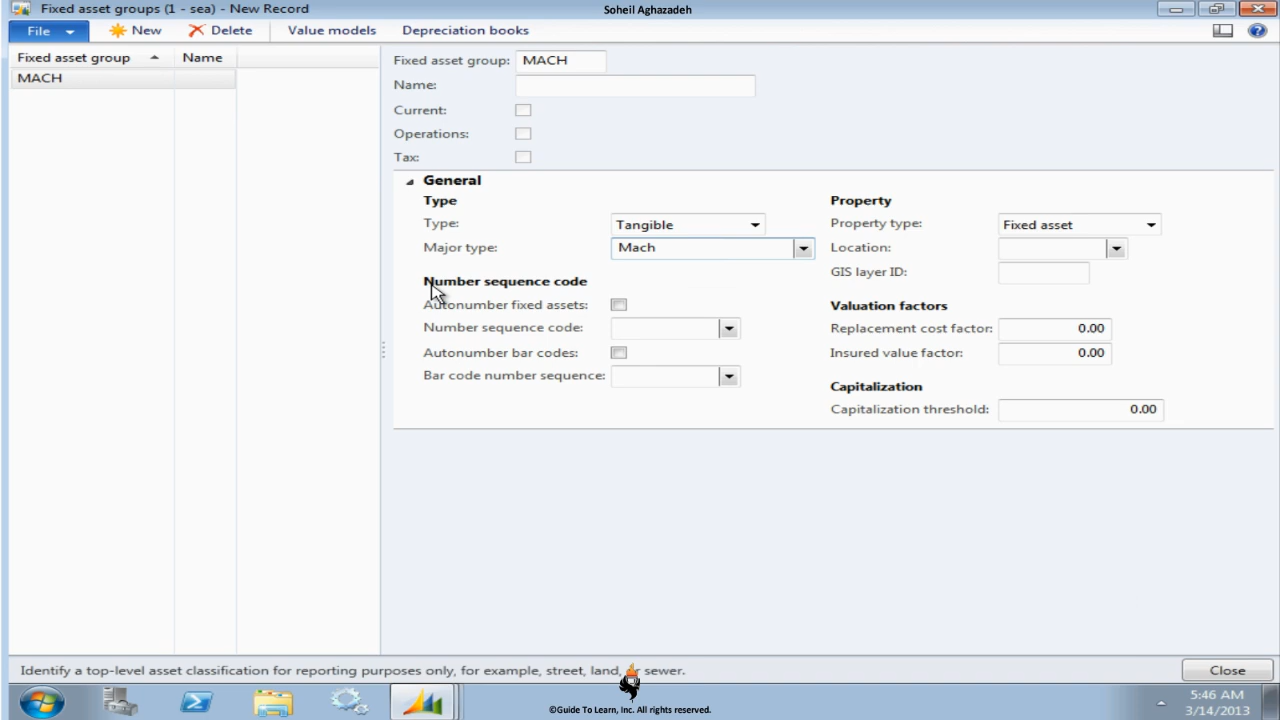 Fixed asset groups (1 - sea) - New Record
Soheil Aghazadeh
File New Delete Value models Depreciation books
Fixed asset group Name
MACH
Fixed asset group: MACH
Name:
Current:
Operations:
Tax:
General
Type
Type: Tangible
Major type: Mach
Number sequence code
Autonumber fixed assets:
Number sequence code:
Autonumber bar codes:
Bar code number sequence:
Property
Property type: Fixed asset
Location:
GIS layer ID:
Valuation factors
Replacement cost factor: 0.00
Insured value factor: 0.00
Capitalization
Capitalization threshold: 0.00
Identify a top-level asset classification for reporting purposes only, for example, street, land, or sewer.
Close
5:46 AM
3/14/2013
©Guide To Learn, Inc. All rights reserved.